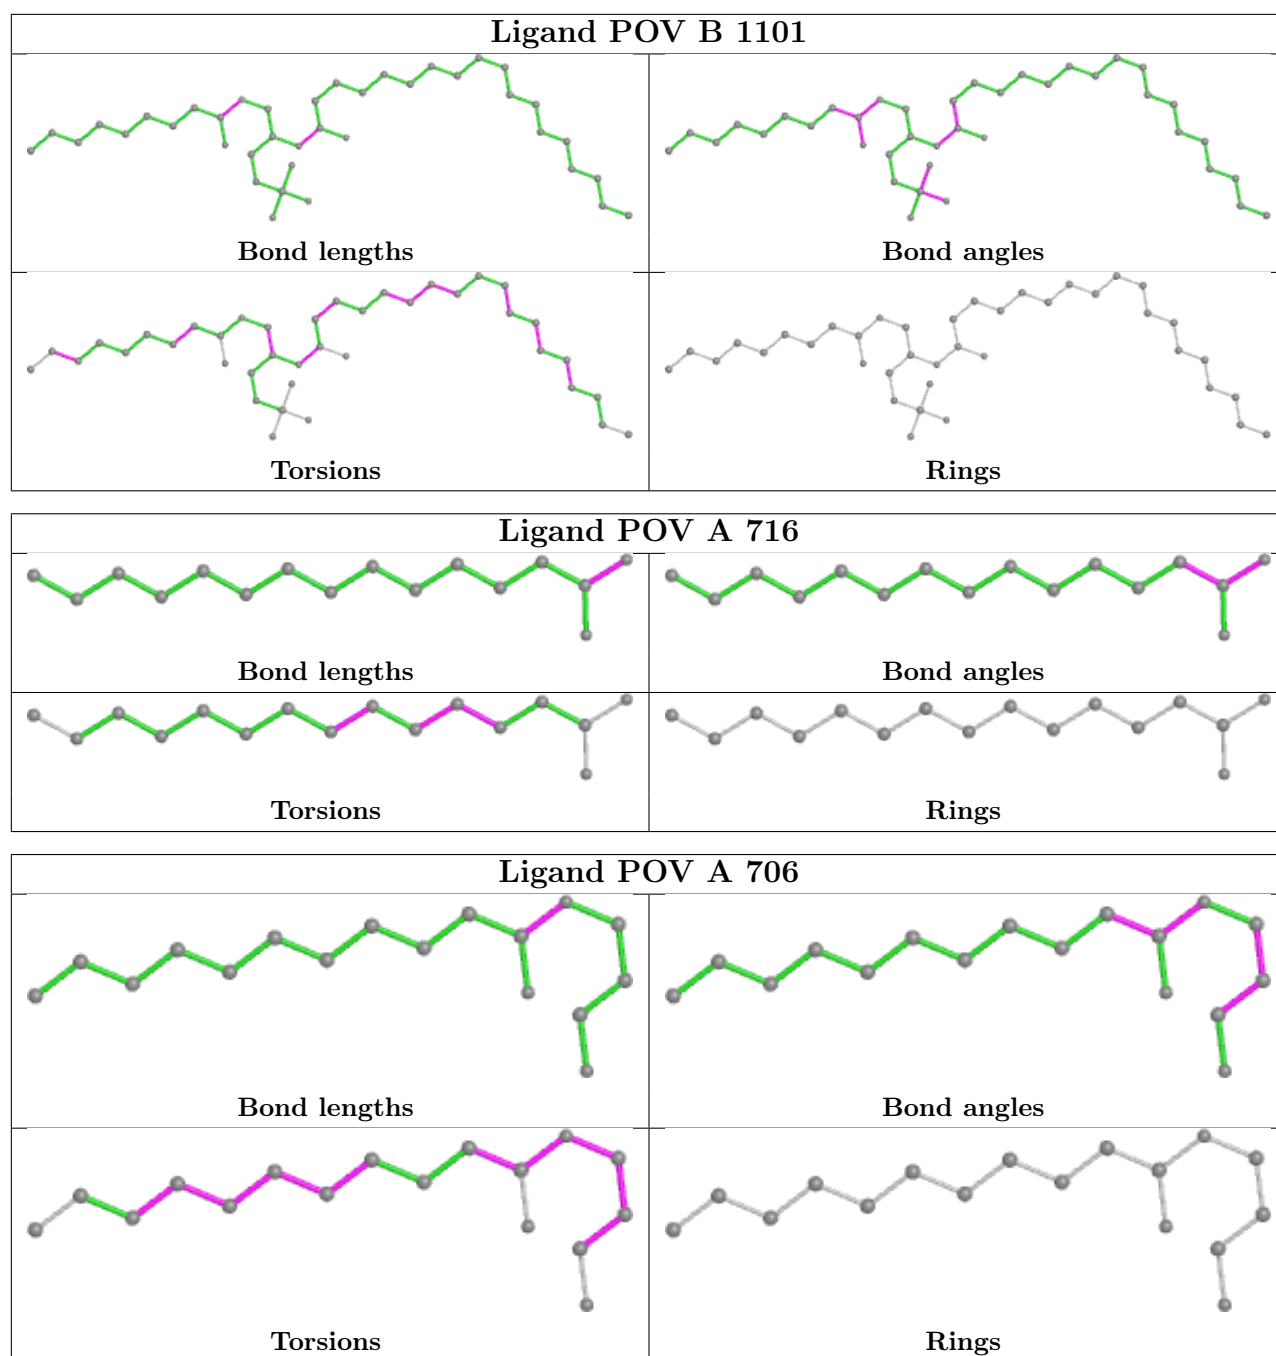 Ligand POV B 1101
Bond lengths
Bond angles
Torsions
Rings
Ligand POV A 716
Bond lengths
Bond angles
Torsions
Rings
Ligand POV A 706
Bond lengths
Bond angles
Torsions
Rings